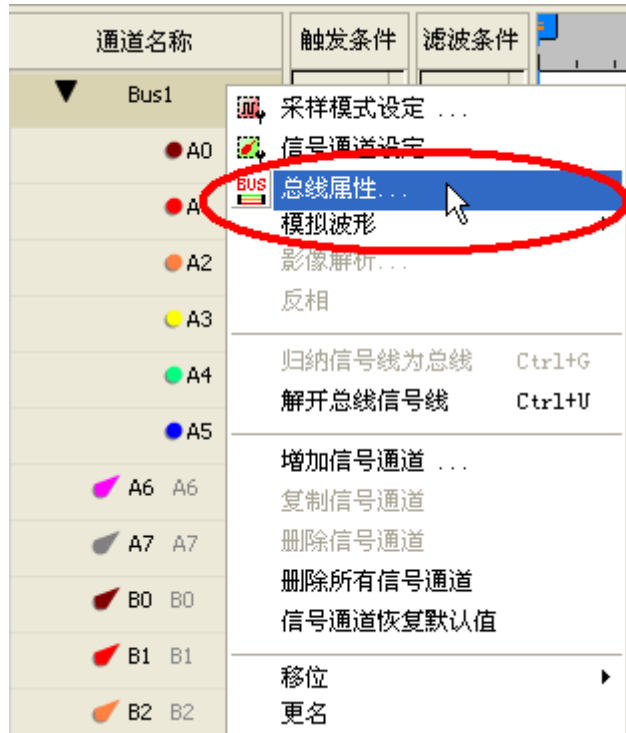 通道名称 触发条件 滤波条件
Bus1
采样模式设定 ...
A0 信号通道设定
BUS 总线属性...
A
模拟波形
A2 影像解析...
反相
A3
归纳信号线为总线 Ctrl+G
A4
解开总线信号线 Ctrl+U
A5
增加信号通道 ...
A6 A6
复制信号通道
A7 A7 删除信号通道
删除所有信号通道
B0 B0
信号通道恢复默认值
B1 B1
移位
B2 B2 更名